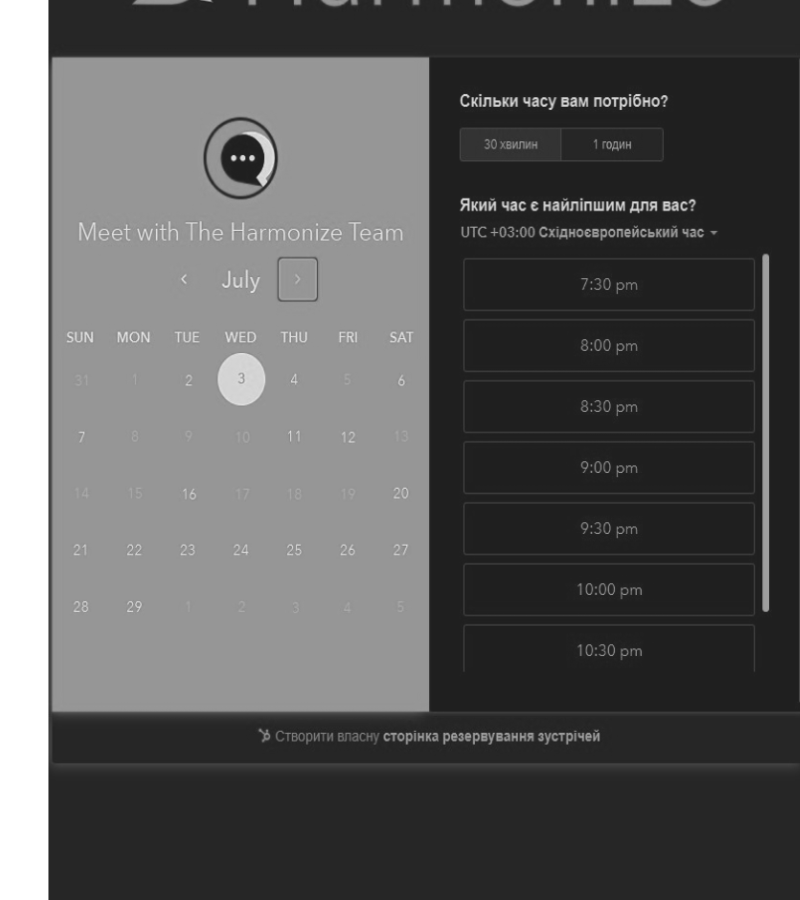 Harmonize
Meet with The Harmonize Team
‹ July ›
SUN MON TUE WED THU FRI SAT
31 1 2 3 4 5 6
7 8 9 10 11 12 13
14 15 16 17 18 19 20
21 22 23 24 25 26 27
28 29 1 2 3 4 5
Скільки часу вам потрібно?
30 хвилин 1 годин
Який час є найліпшим для вас?
UTC +03:00 Східноєвропейський час
7:30 pm
8:00 pm
8:30 pm
9:00 pm
9:30 pm
10:00 pm
10:30 pm
Створити власну сторінка резервування зустрічей